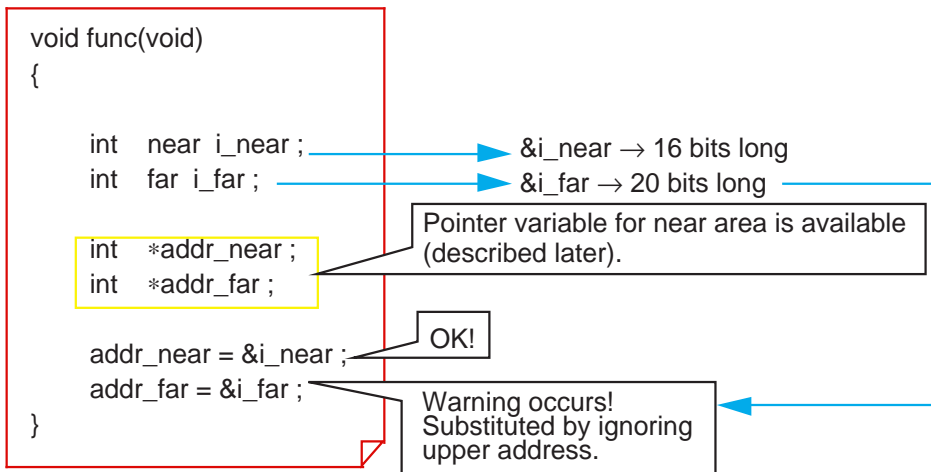 void func(void)
{
int near i_near ;
&i_near → 16 bits long
int far i_far ;
&i_far → 20 bits long
Pointer variable for near area is available
(described later).
int *addr_near ;
int *addr_far ;
OK!
addr_near = &i_near ;
addr_far = &i_far ;
Warning occurs!
Substituted by ignoring
upper address.
}